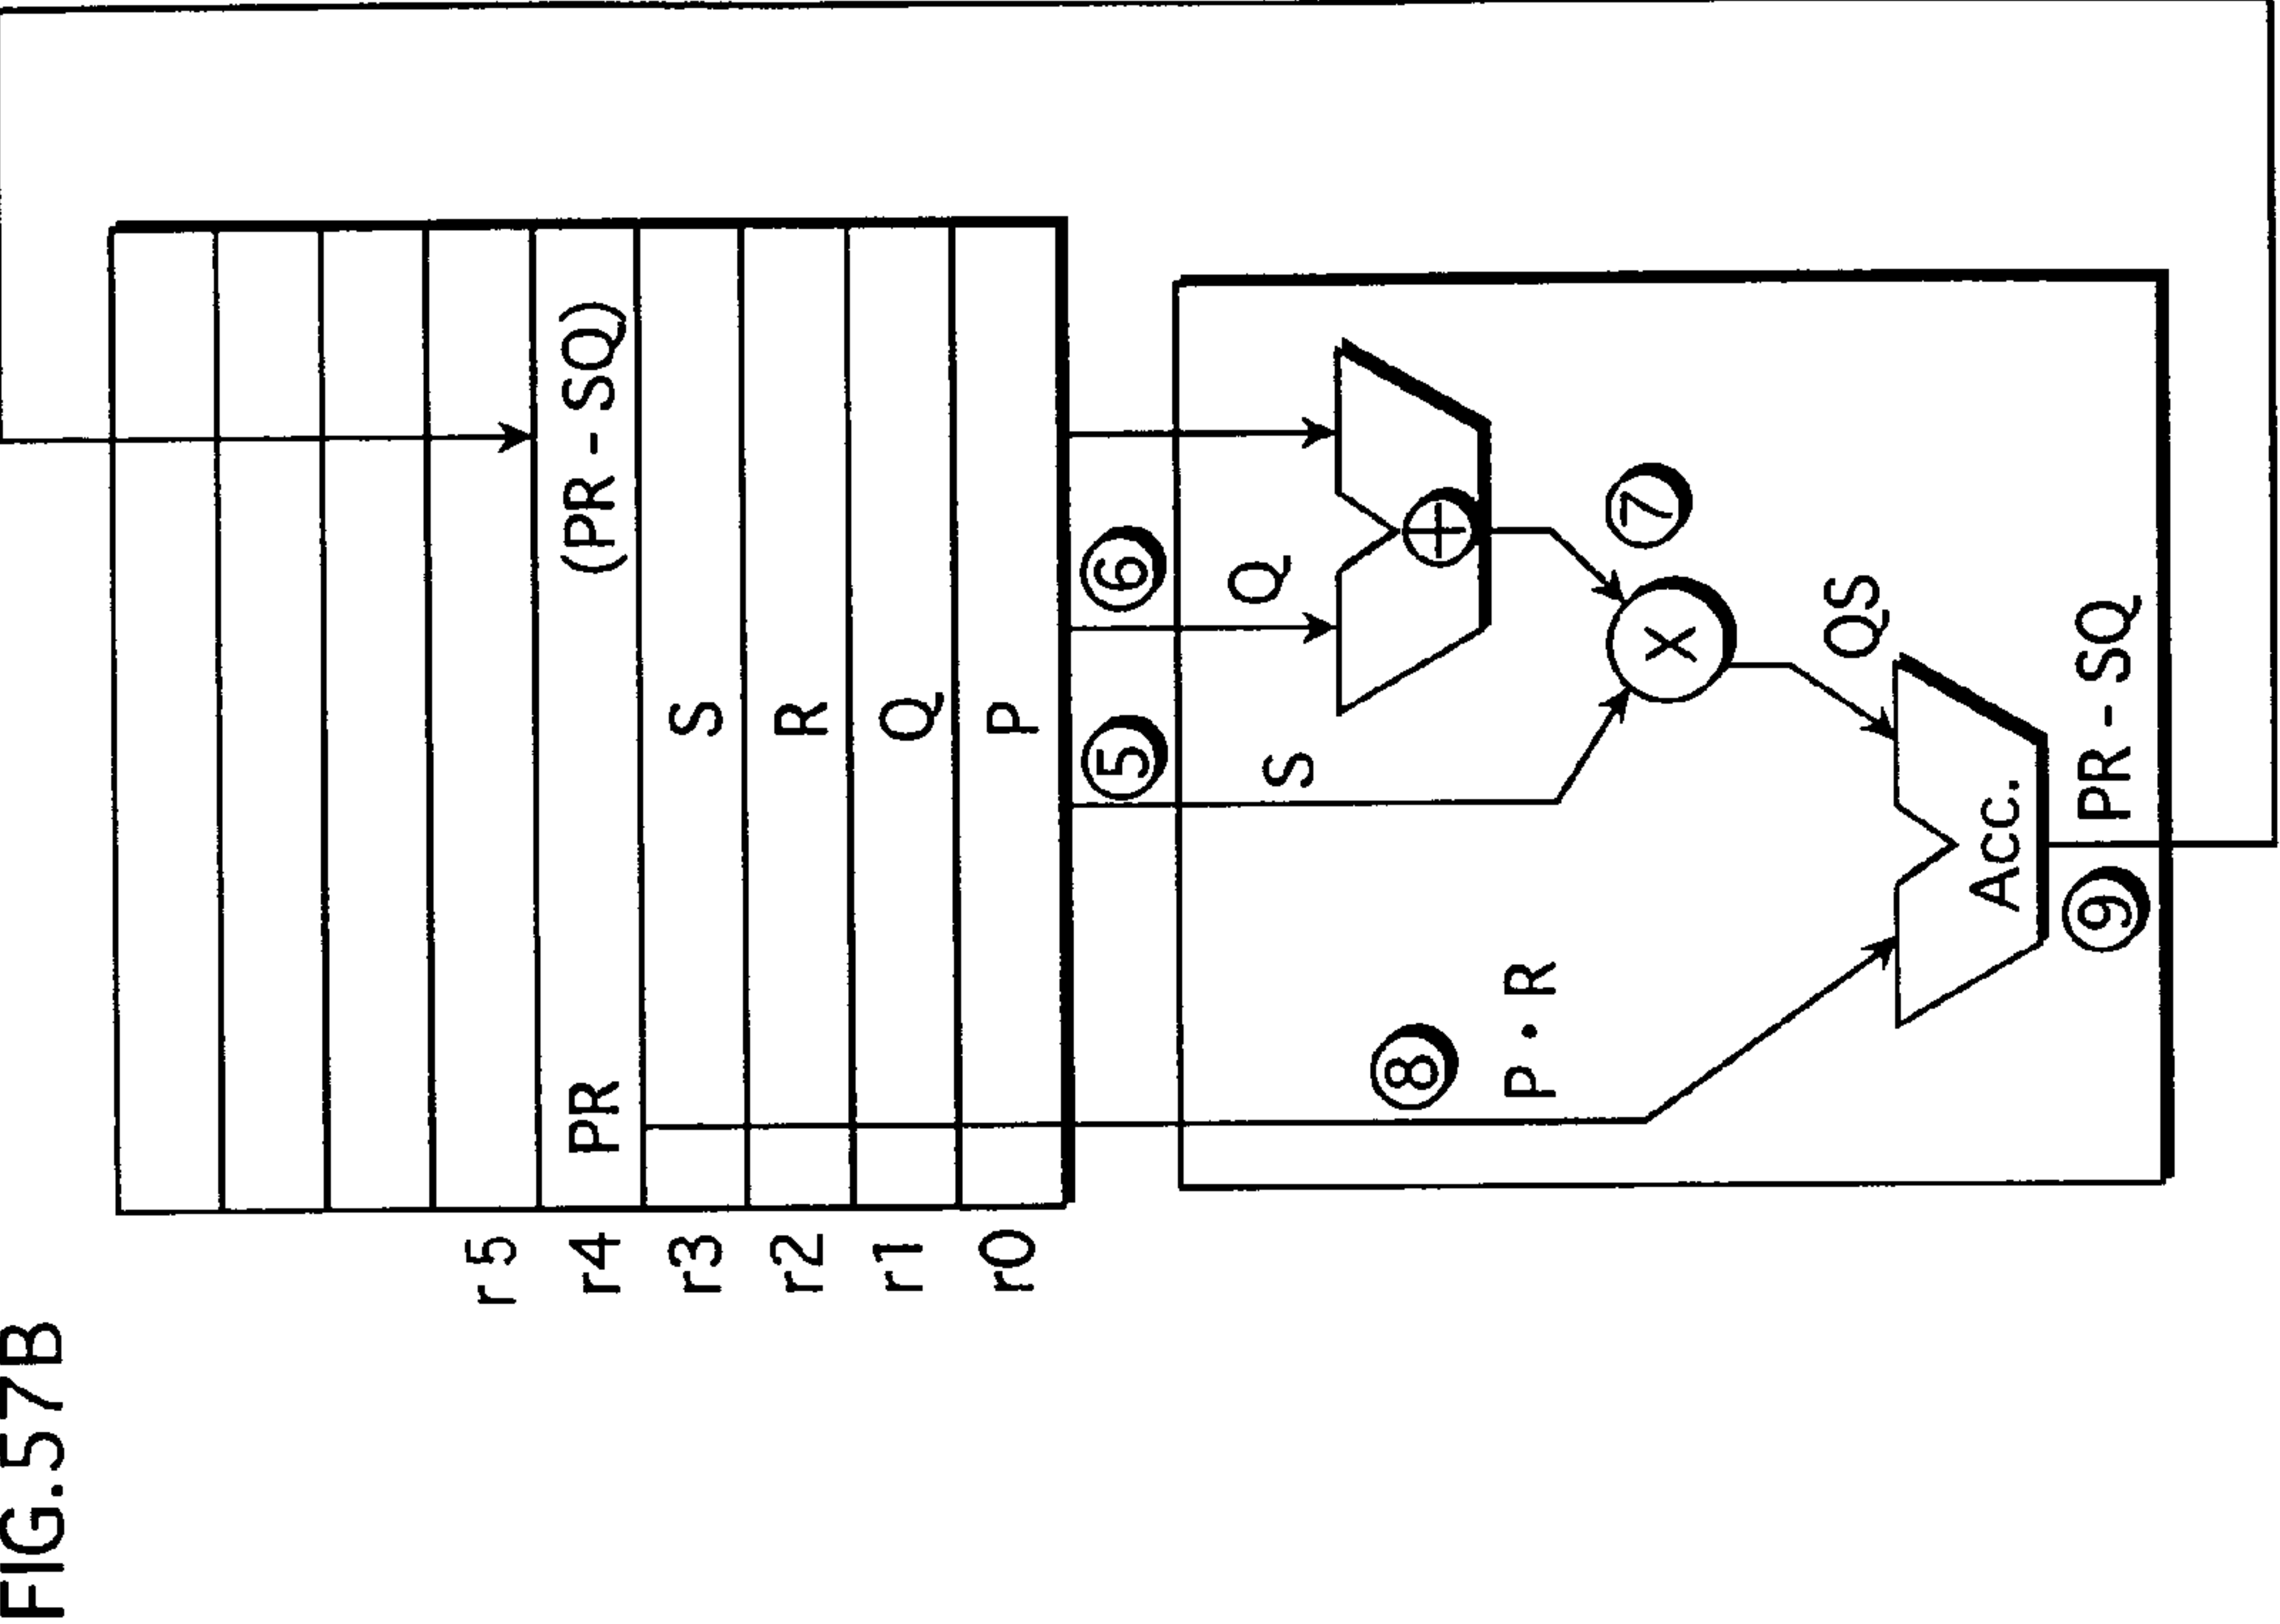 FIG.57B
r5
r4 PR (PR-SQ)
r3 S
r2 R
r1 Q
r0 P
⑤ ⑥
S Q
+
⑧
P・R
⑦
×
QS
Acc.
⑨ PR-SQ